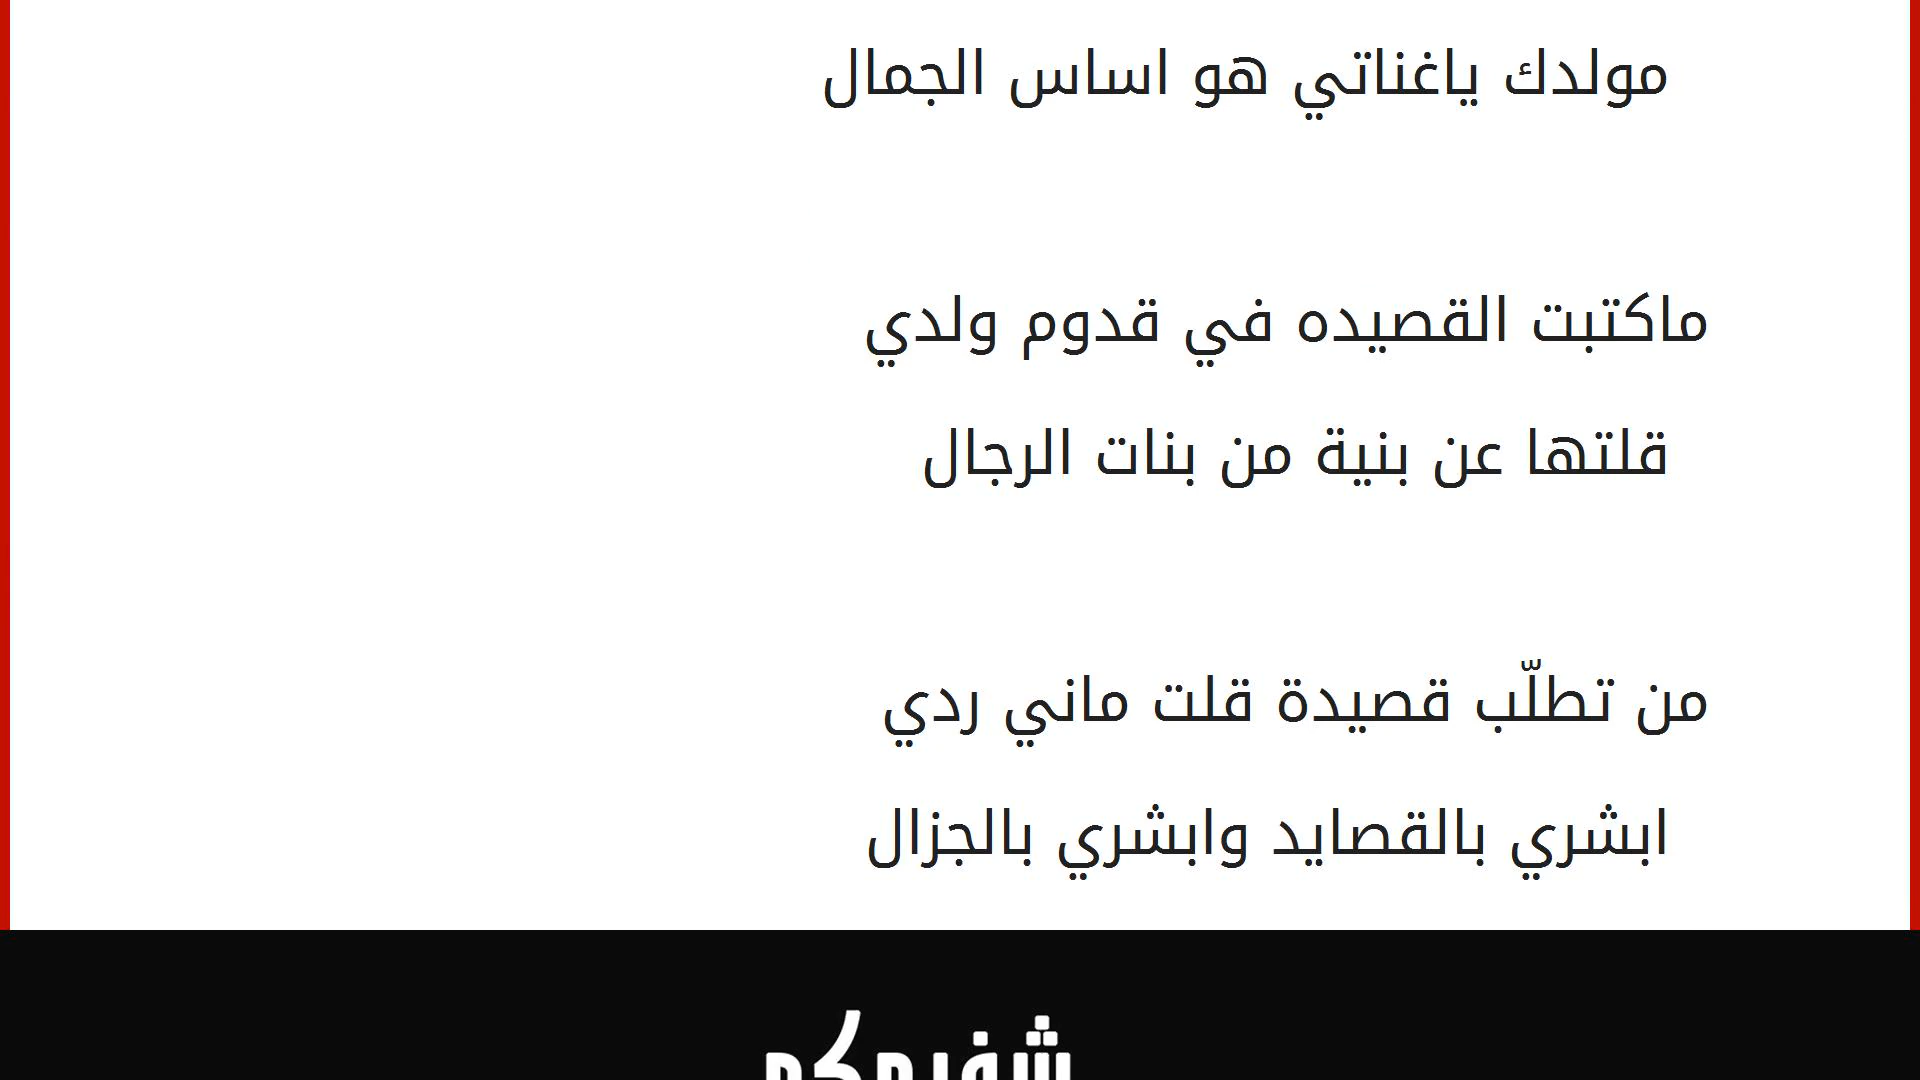 مولدك ياغناتي هو اساس الجمال
ماكتبت القصيده في قدوم ولدي
قلتها عن بنية من بنات الرجال
من تطلّب قصيدة قلت ماني ردي
ابشري بالقصايد وابشري بالجزال